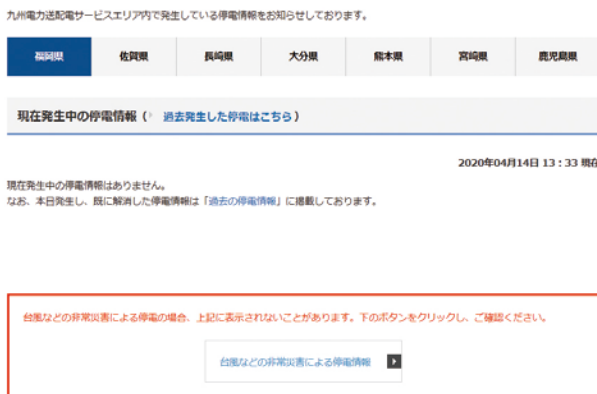 九州電力送配電サービスエリア内で発生している停電情報をお知らせしております。
福岡県 佐賀県 長崎県 大分県 熊本県 宮崎県 鹿児島県
現在発生中の停電情報（ 過去発生した停電はこちら）
2020年04月14日 13：33 現在
現在発生中の停電情報はありません。
なお、本日発生し、既に解消した停電情報は「過去の停電情報」に掲載しております。
台風などの非常災害による停電の場合、上記に表示されないことがあります。下のボタンをクリックし、ご確認ください。
台風などの非常災害による停電情報